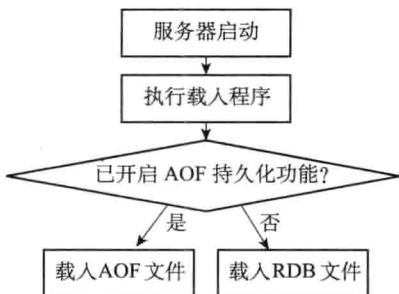 服务器启动
执行载入程序
已开启 AOF 持久化功能?
是
否
载入AOF 文件
载入RDB 文件